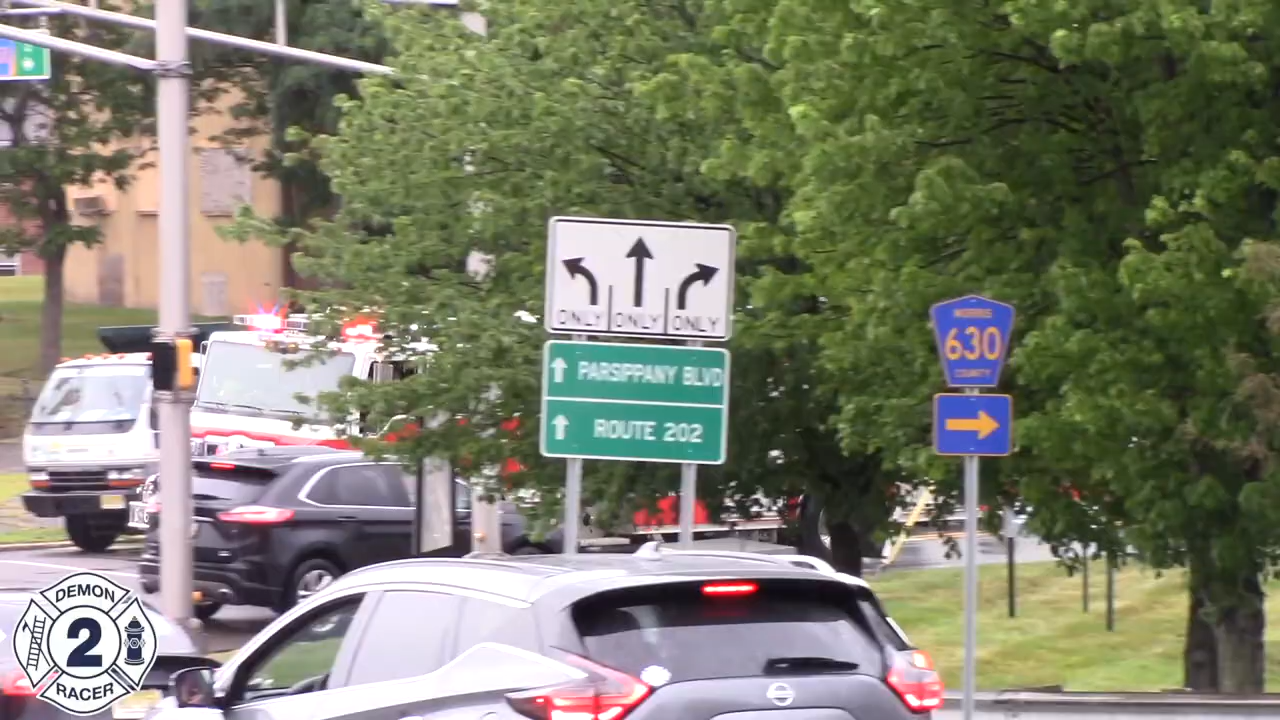 ONLY ONLY ONLY
PARSIPPANY BLVD
ROUTE 202
MORRIS
630
COUNTY
DEMON
2
RACER